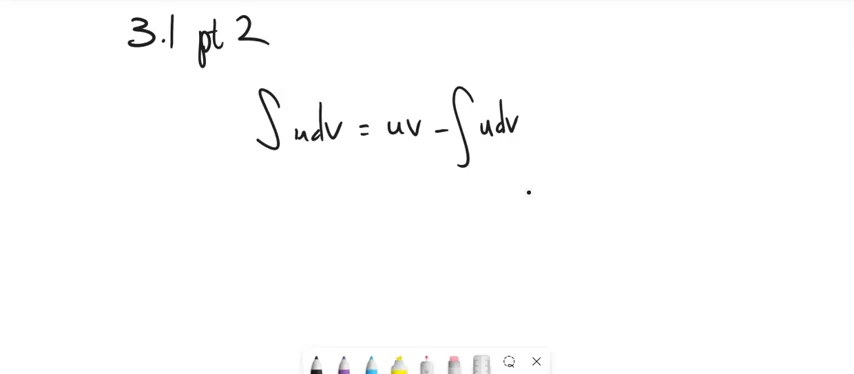 3.1 pt 2
∫ udv = uv - ∫ udv